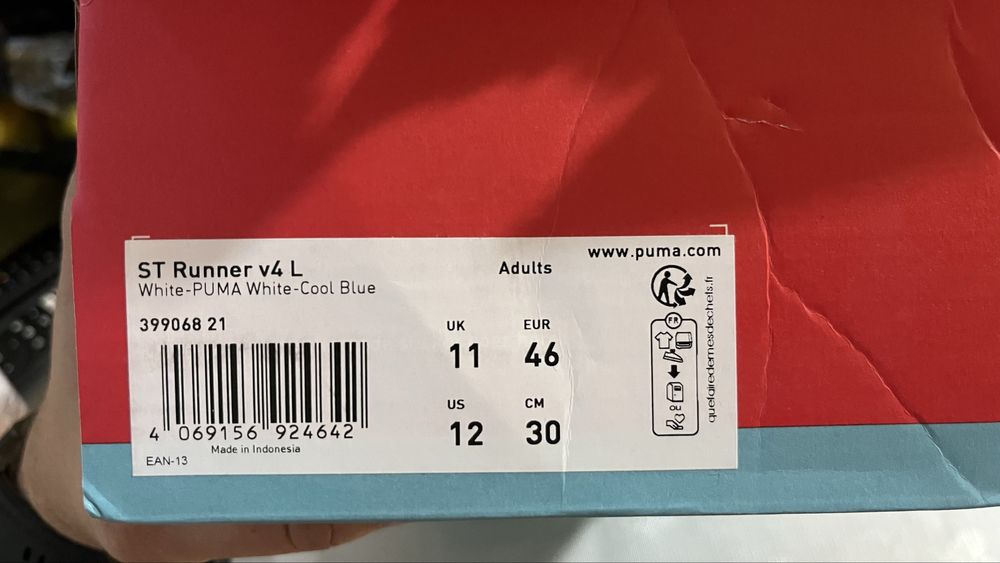 www.puma.com
ST Runner v4 L
Adults
White-PUMA White-Cool Blue
399068 21
UK
EUR
11
46
US
CM
12
30
4 069156 924642
Made in Indonesia
EAN-13
FR
quefairedemesdechets.fr